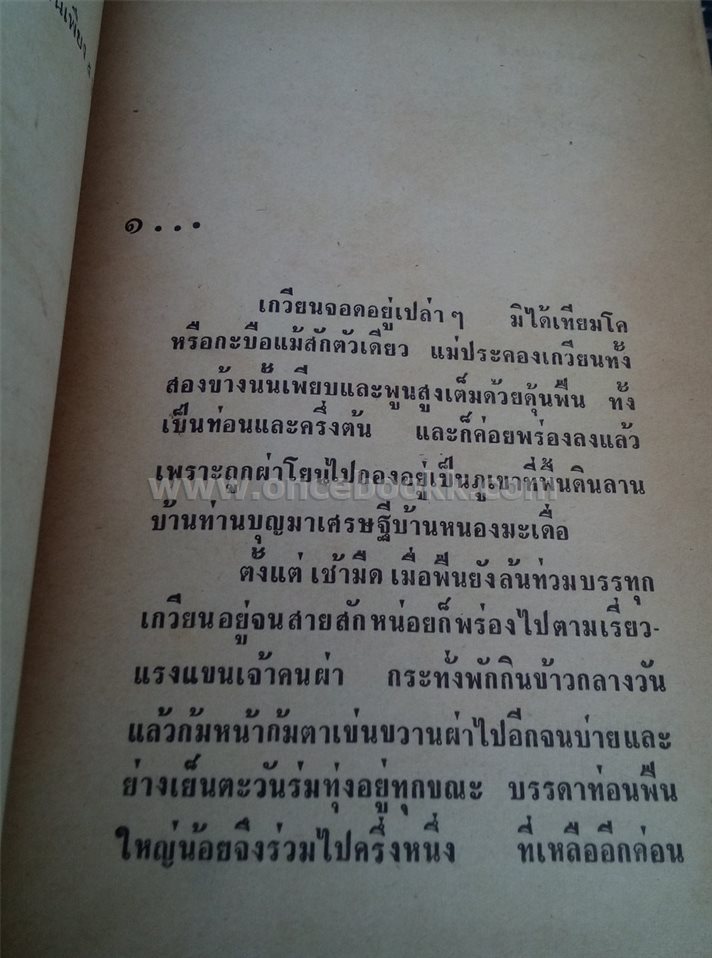 ๑...
เกวียนจอดอยู่เปล่า ๆ มิได้เทียมโค
หรือกะบือแม้สักตัวเดียว แม่ประคองเกวียนทั้ง
สองข้างนั้นเพียบและพูนสูงเต็มด้วยดุ้นฟืน ทั้ง
เป็นท่อนและครึ่งต้น และก็ค่อยพร่องลงแล้ว
เพราะถูกผ่าโยนไปกองอยู่เป็นภูเขาที่พื้นดินลาน
www.oncebookk.com
บ้านท่านบุญมาเศรษฐีบ้านหนองมะเดื่อ
ตั้งแต่ เช้ามืด เมื่อฟืนยังล้นท่วมบรรทุก
เกวียนอยู่จนสายสักหน่อยก็พร่องไปตามเรี่ยว-
แรงแขนเจ้าคนผ่า กระทั่งพักกินข้าวกลางวัน
แล้วก้มหน้าก้มตาเข่นขวานผ่าไปอีกจนบ่ายและ
ย่างเย็นตะวันร่มทุ่งอยู่ทุกขณะ บรรดาท่อนฟืน
ใหญ่น้อยจึงร่วมไปครึ่งหนึ่ง ที่เหลืออีกค่อน